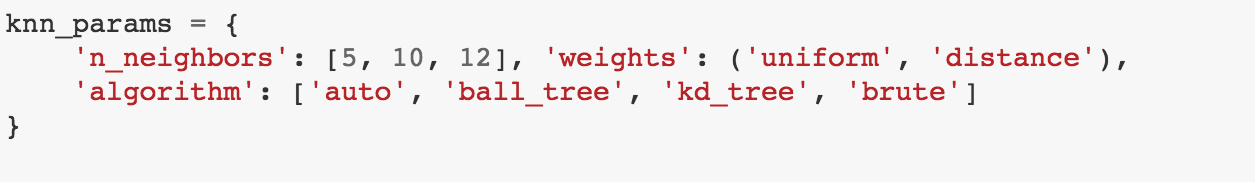 knn_params = {
    'n_neighbors': [5, 10, 12], 'weights': ('uniform', 'distance'),
    'algorithm': ['auto', 'ball_tree', 'kd_tree', 'brute']
}